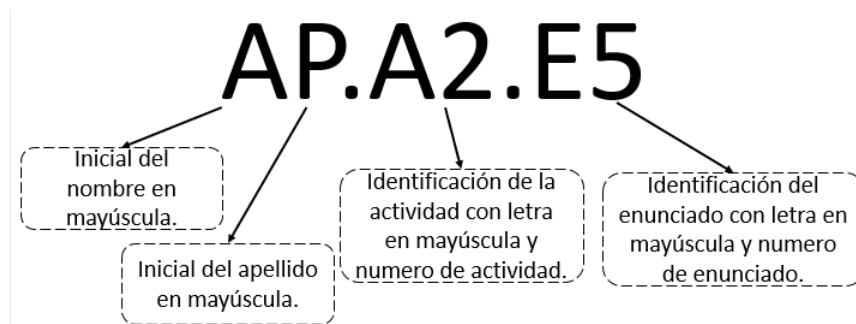 AP.A2.E5
Inicial del
nombre en
mayúscula.
Inicial del apellido
en mayúscula.
Identificación de la
actividad con letra
en mayúscula y
numero de actividad.
Identificación del
enunciado con letra en
mayúscula y numero
de enunciado.